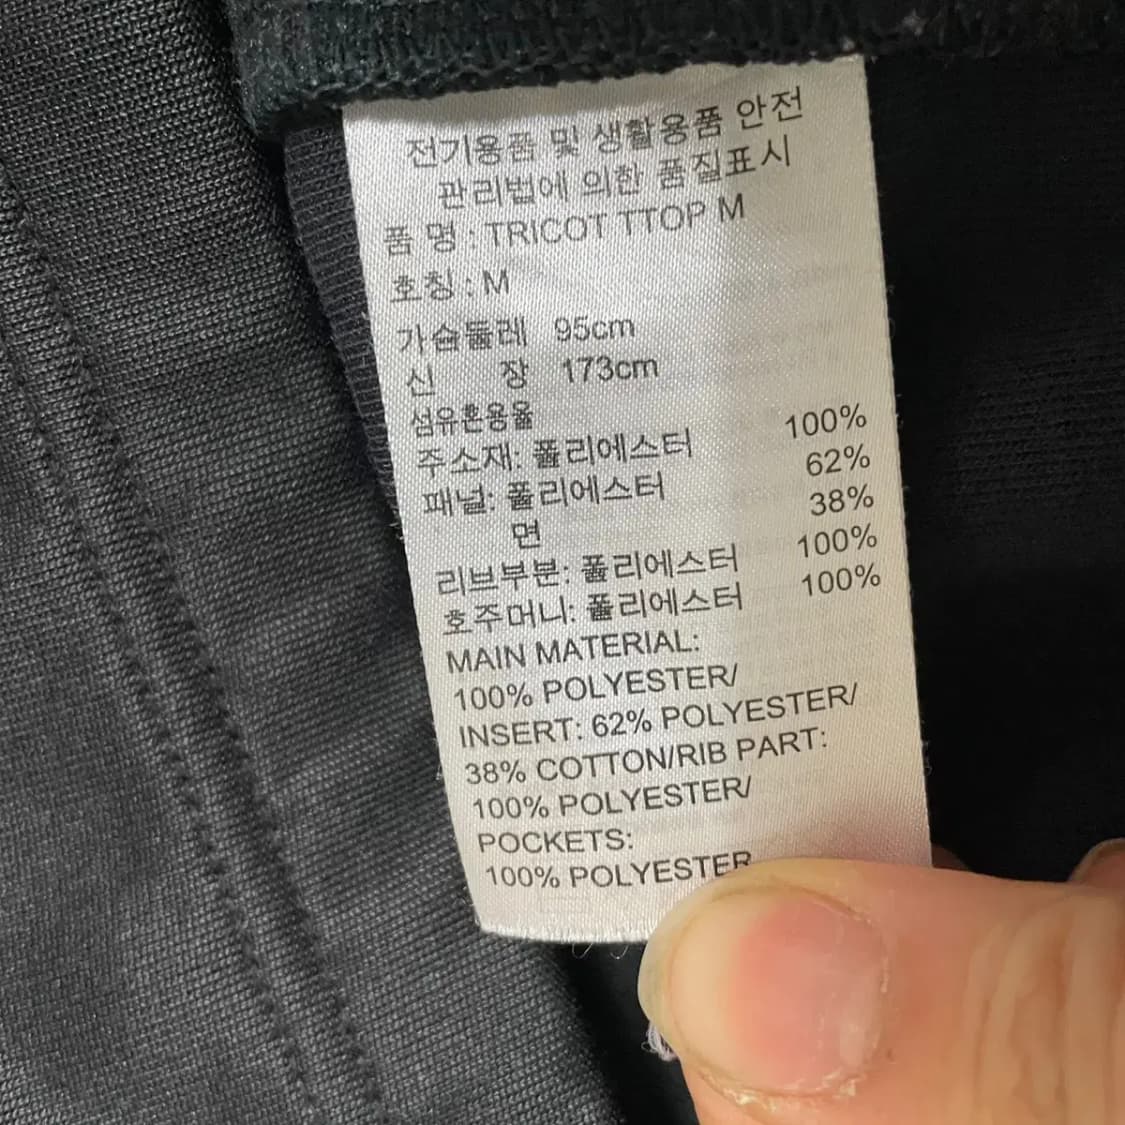 전기용품 및 생활용품 안전
관리법에 의한 품질표시
품 명 : TRICOT TTOP M
호칭 : M
가슴둘레 95cm
신 장 173cm
섬유혼용율
주소재: 폴리에스터 100%
패널: 폴리에스터 62%
면 38%
리브부분: 폴리에스터 100%
호주머니: 폴리에스터 100%
MAIN MATERIAL:
100% POLYESTER/
INSERT: 62% POLYESTER/
38% COTTON/RIB PART:
100% POLYESTER/
POCKETS:
100% POLYESTER